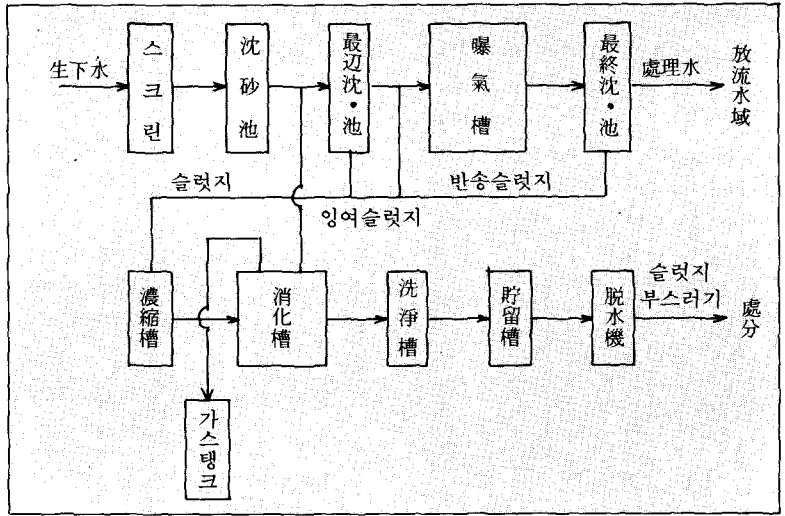 生下水
스크린
沈砂池
最辺沈·池
曝氣槽
最終沈·池
處理水
放流水域
슬럿지
반송슬럿지
잉여슬럿지
濃縮槽
消化槽
洗淨槽
貯留槽
脱水機
슬럿지
부스러기
處分
가스탱크